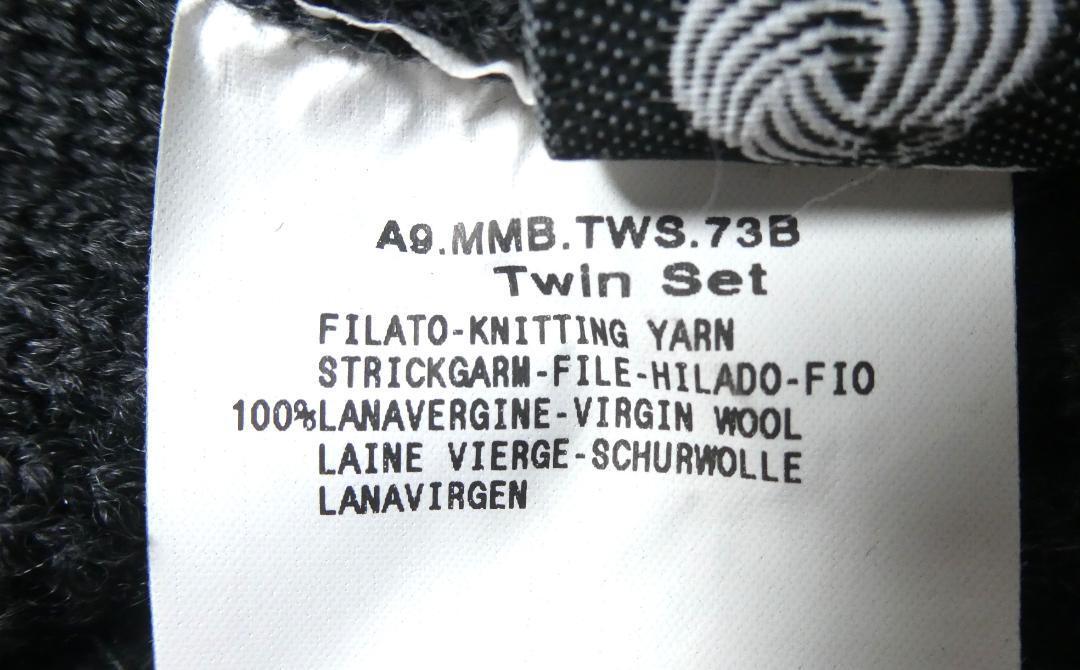 A9.MMB.TWS.73B
Twin Set
FILATO-KNITTING YARN
STRICKGARM-FILE-HILADO-FIO
100%LANAVERGINE-VIRGIN WOOL
LAINE VIERGE-SCHURWOLLE
LANAVIRGEN